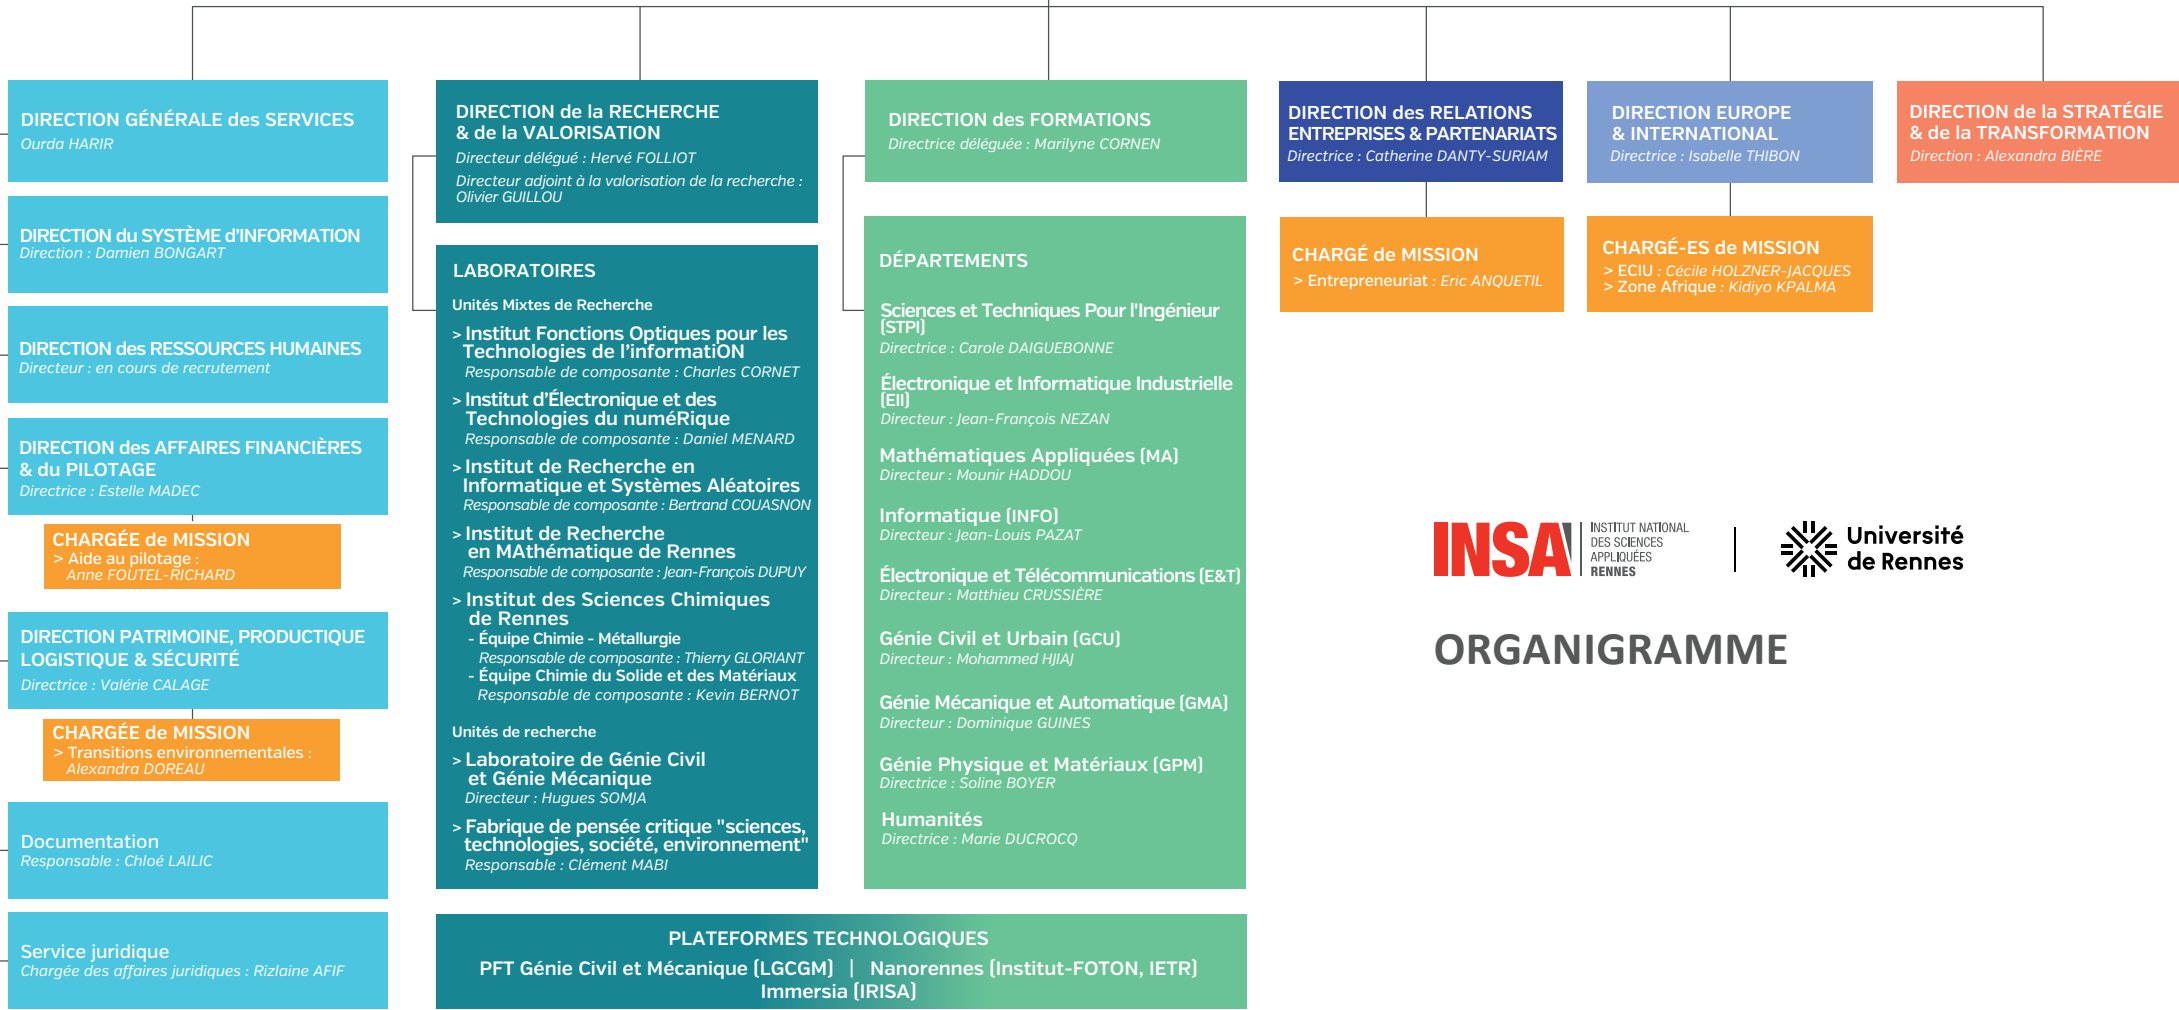 DIRECTION GÉNÉRALE des SERVICES
Ourda HARIR
DIRECTION du SYSTÈME d'INFORMATION
Direction : Damien BONGART
DIRECTION des RESSOURCES HUMAINES
Directeur : en cours de recrutement
DIRECTION des AFFAIRES FINANCIÈRES
& du PILOTAGE
Directrice : Estelle MADEC
CHARGÉE de MISSION
> Aide au pilotage :
Anne FOUTEL-RICHARD
DIRECTION PATRIMOINE, PRODUCTIQUE
LOGISTIQUE & SÉCURITÉ
Directrice : Valérie CALAGE
CHARGÉE de MISSION
> Transitions environnementales :
Alexandra DOREAU
Documentation
Responsable : Chloé LAILIC
Service juridique
Chargée des affaires juridiques : Rizlaine AFIF
DIRECTION de la RECHERCHE
& de la VALORISATION
Directeur délégué : Hervé FOLLIOT
Directeur adjoint à la valorisation de la recherche :
Olivier GUILLOU
LABORATOIRES
Unités Mixtes de Recherche
> Institut Fonctions Optiques pour les
Technologies de l'informatiON
Responsable de composante : Charles CORNET
> Institut d'Électronique et des
Technologies du numéRique
Responsable de composante : Daniel MENARD
> Institut de Recherche en
Informatique et Systèmes Aléatoires
Responsable de composante : Bertrand COUASNON
> Institut de Recherche
en MAthématique de Rennes
Responsable de composante : Jean-François DUPUY
> Institut des Sciences Chimiques
de Rennes
- Équipe Chimie - Métallurgie
Responsable de composante : Thierry GLORIANT
- Équipe Chimie du Solide et des Matériaux
Responsable de composante : Kevin BERNOT
Unités de recherche
> Laboratoire de Génie Civil
et Génie Mécanique
Directeur : Hugues SOMJA
> Fabrique de pensée critique "sciences,
technologies, société, environnement"
Responsable : Clément MABI
DIRECTION des FORMATIONS
Directrice déléguée : Marilyne CORNEN
DÉPARTEMENTS
Sciences et Techniques Pour l'Ingénieur
(STPI)
Directrice : Carole DAIGUEBONNE
Électronique et Informatique Industrielle
(EII)
Directeur : Jean-François NEZAN
Mathématiques Appliquées (MA)
Directeur : Mounir HADDOU
Informatique (INFO)
Directeur : Jean-Louis PAZAT
Électronique et Télécommunications (E&T)
Directeur : Matthieu CRUSSIÈRE
Génie Civil et Urbain (GCU)
Directeur : Mohammed HJIAJ
Génie Mécanique et Automatique (GMA)
Directeur : Dominique GUINES
Génie Physique et Matériaux (GPM)
Directrice : Soline BOYER
Humanités
Directrice : Marie DUCROCQ
PLATEFORMES TECHNOLOGIQUES
PFT Génie Civil et Mécanique (LGCGM) | Nanorennes (Institut-FOTON, IETR)
Immersia (IRISA)
DIRECTION des RELATIONS
ENTREPRISES & PARTENARIATS
Directrice : Catherine DANTY-SURIAM
CHARGÉ de MISSION
> Entrepreneuriat : Eric ANQUETIL
DIRECTION EUROPE
& INTERNATIONAL
Directrice : Isabelle THIBON
CHARGÉ-ES de MISSION
> ECIU : Cécile HOLZNER-JACQUES
> Zone Afrique : Kidiyo KPALMA
DIRECTION de la STRATÉGIE
& de la TRANSFORMATION
Direction : Alexandra BIÈRE
INSA
INSTITUT NATIONAL
DES SCIENCES
APPLIQUÉES
RENNES
Université
de Rennes
ORGANIGRAMME